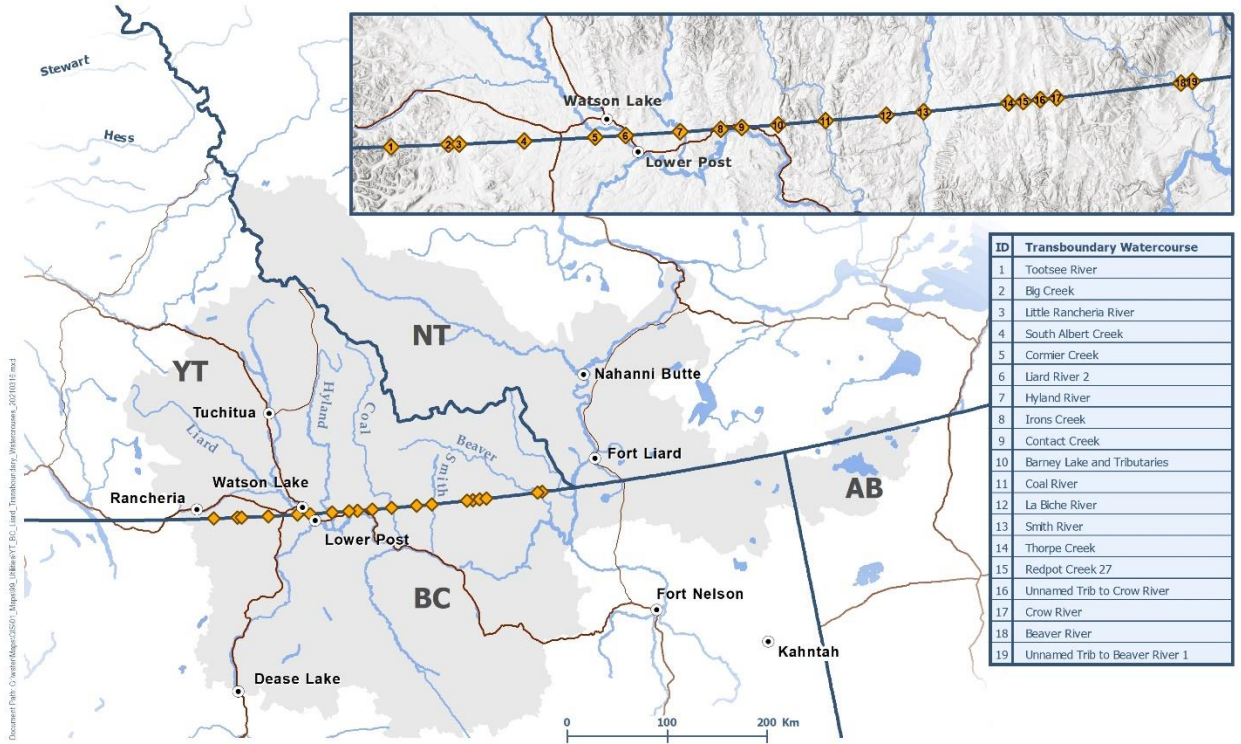 Stewart
Hess
Watson Lake
Lower Post
1
2
3
4
5
6
7
8
9
10
11
12
13
14
15
16
17
18
19
NT
YT
Nahanni Butte
Tuchitua
Hyland
Coal
Liard
Beaver
Smith
Fort Liard
Watson Lake
Rancheria
AB
Lower Post
BC
Fort Nelson
Kahntah
Dease Lake
0 100 200 Km
ID Transboundary Watercourse
1 Tootsee River
2 Big Creek
3 Little Rancheria River
4 South Albert Creek
5 Cormier Creek
6 Liard River 2
7 Hyland River
8 Irons Creek
9 Contact Creek
10 Barney Lake and Tributaries
11 Coal River
12 La Biche River
13 Smith River
14 Thorpe Creek
15 Redpot Creek 27
16 Unnamed Trib to Crow River
17 Crow River
18 Beaver River
19 Unnamed Trib to Beaver River 1